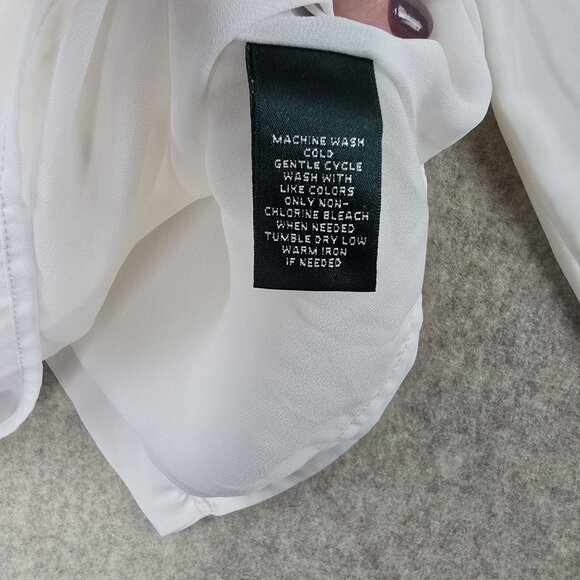 MACHINE WASH
COLD
GENTLE CYCLE
WASH WITH
LIKE COLORS
ONLY NON-
CHLORINE BLEACH
WHEN NEEDED
TUMBLE DRY LOW
WARM IRON
IF NEEDED